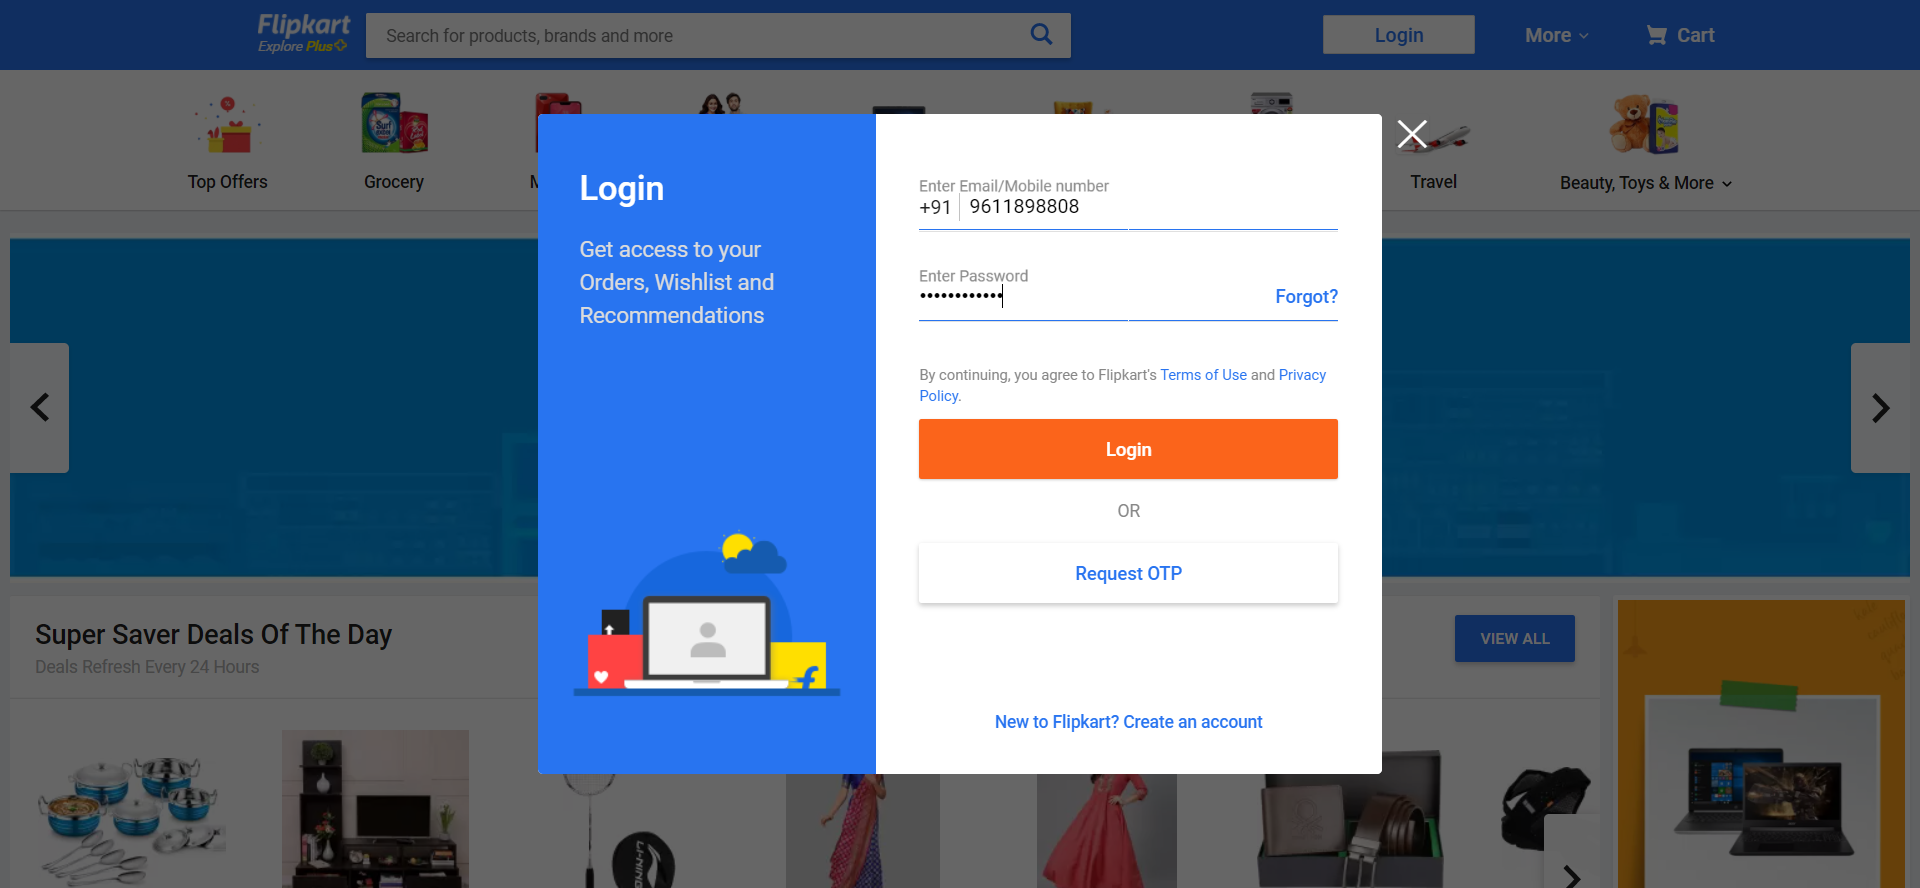 Flipkart
Explore Plus
Search for products, brands and more
Login
More
Cart
Top Offers
Grocery
M
Travel
Beauty, Toys & More
Login
Get access to your
Orders, Wishlist and
Recommendations
Enter Email/Mobile number
+91 9611898808
Enter Password
••••••••••••
Forgot?
By continuing, you agree to Flipkart's Terms of Use and Privacy
Policy.
Login
OR
Request OTP
New to Flipkart? Create an account
Super Saver Deals Of The Day
Deals Refresh Every 24 Hours
VIEW ALL
LI-NING